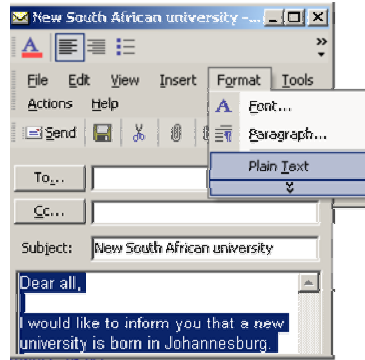 New South African university -...
A
»
File Edit View Insert Format Tools
Actions Help
A Font...
Send
Paragraph...
Plain Text
To...
Cc...
Subject: New South African university
Dear all,
I would like to inform you that a new
university is born in Johannesburg.